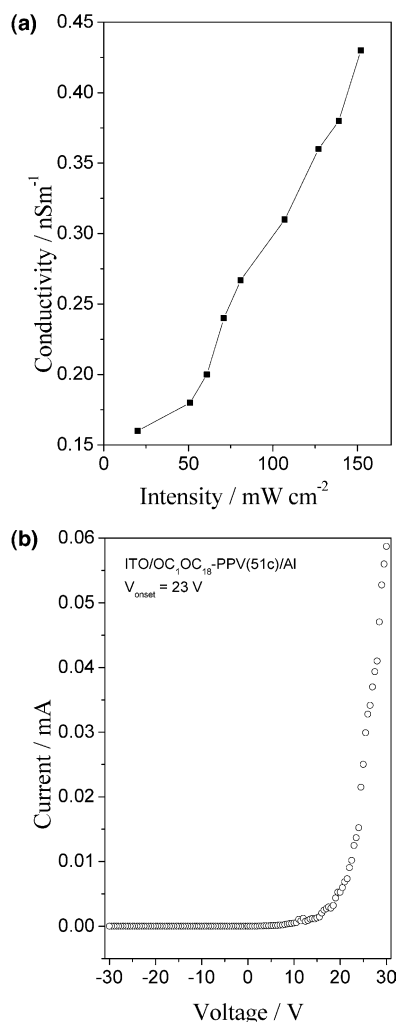 (a)
0.45
0.40
0.35
0.30
0.25
0.20
0.15
Conductivity / nSm⁻¹
0 50 100 150
Intensity / mW cm⁻²
(b)
0.06
0.05
0.04
0.03
0.02
0.01
0.00
Current / mA
ITO/OC₁OC₁₈-PPV(51c)/Al
Vₒₙₛₑₜ = 23 V
-30 -20 -10 0 10 20 30
Voltage / V